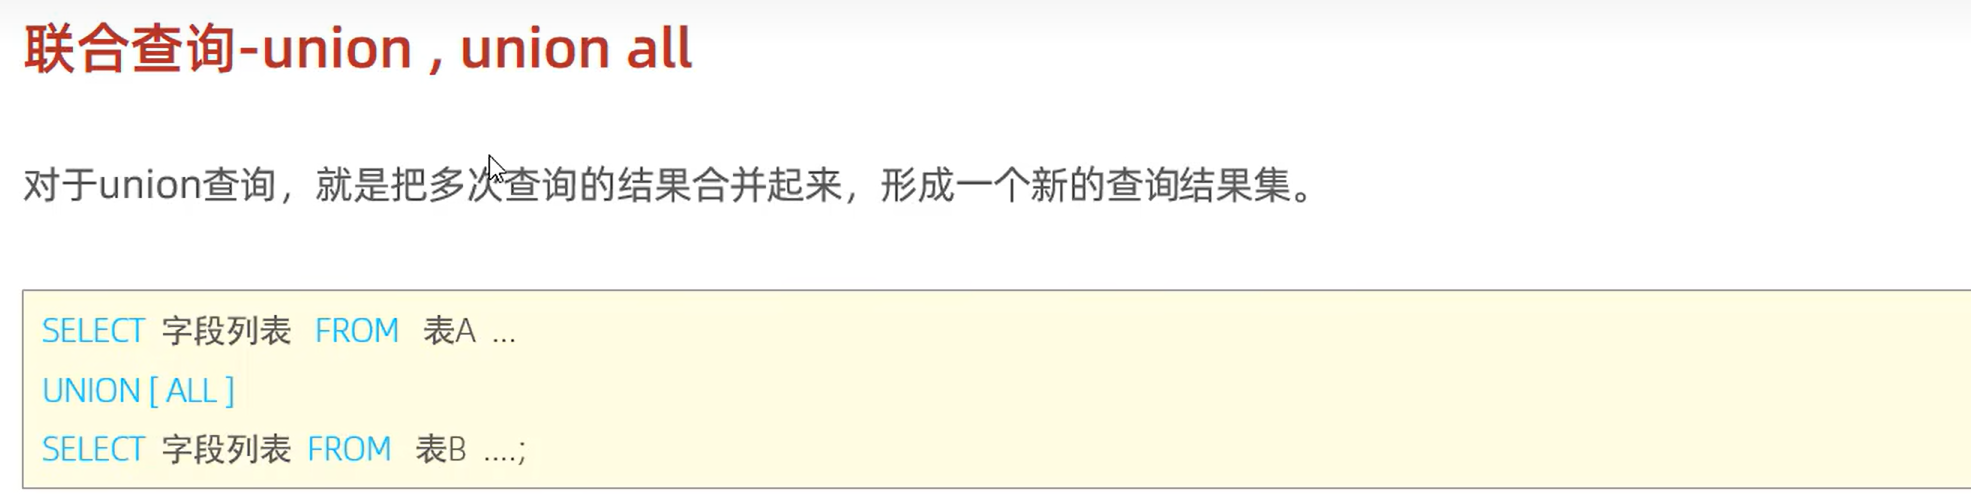 联合查询-union , union all
对于union查询，就是把多次查询的结果合并起来，形成一个新的查询结果集。
SELECT 字段列表 FROM 表A ...
UNION [ ALL ]
SELECT 字段列表 FROM 表B ....;